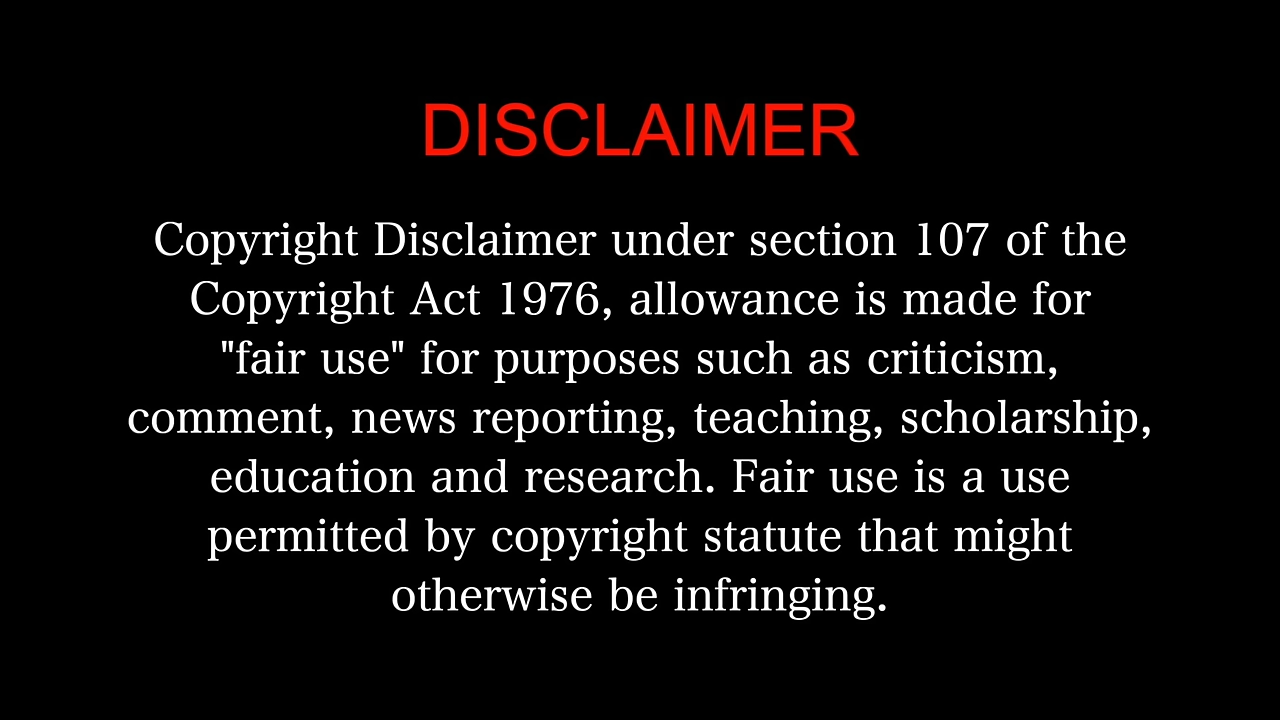 DISCLAIMER
Copyright Disclaimer under section 107 of the
Copyright Act 1976, allowance is made for
"fair use" for purposes such as criticism,
comment, news reporting, teaching, scholarship,
education and research. Fair use is a use
permitted by copyright statute that might
otherwise be infringing.